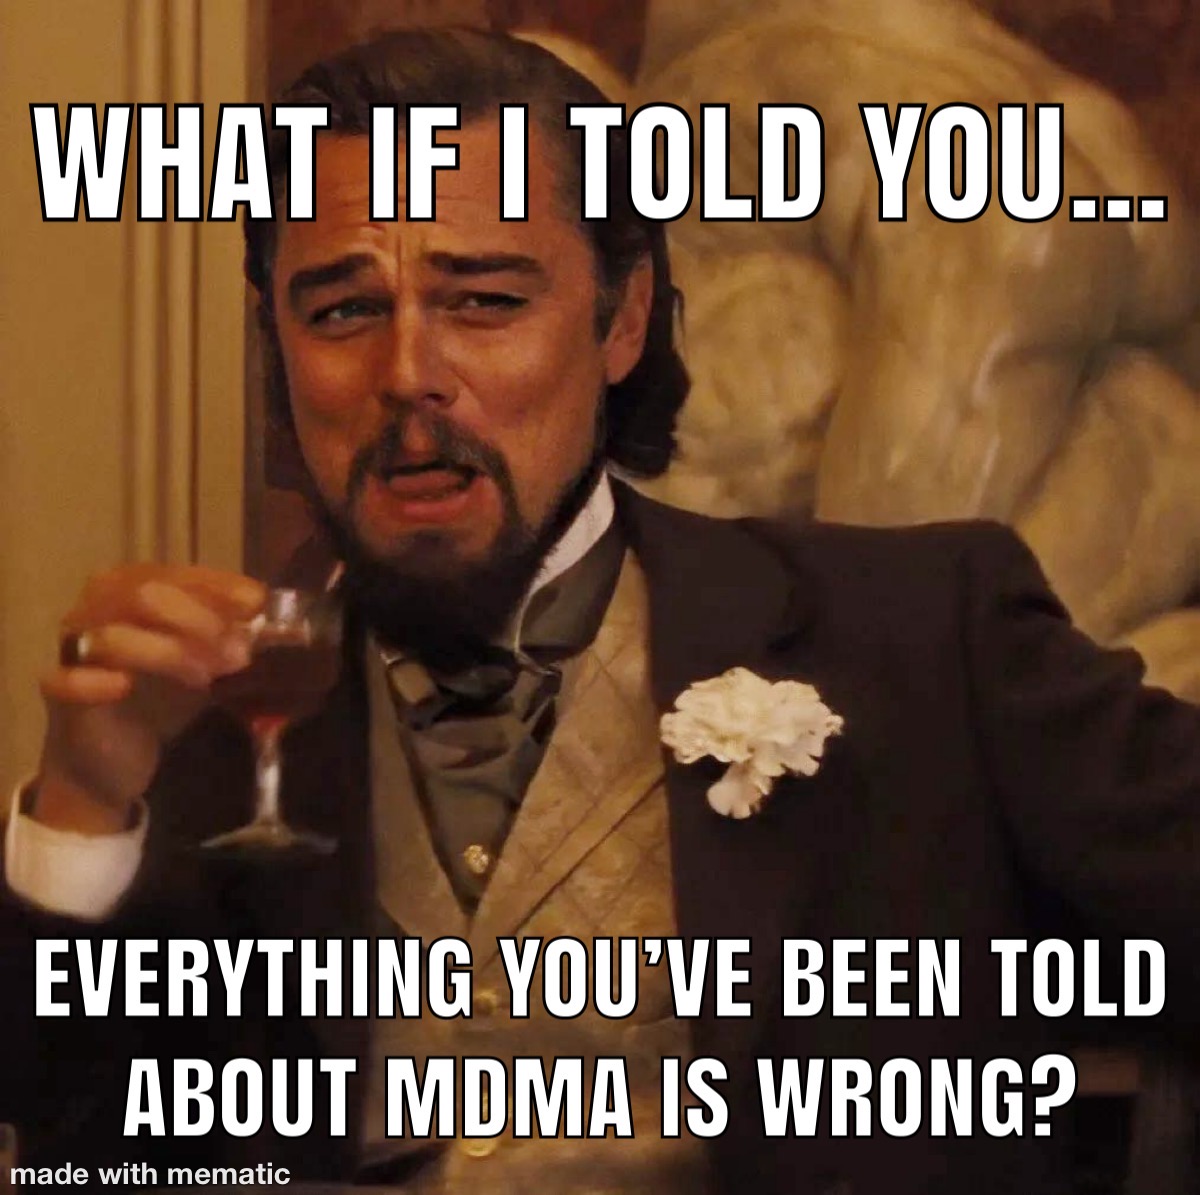 WHAT IF I TOLD YOU...
EVERYTHING YOU’VE BEEN TOLD
ABOUT MDMA IS WRONG?
made with mematic